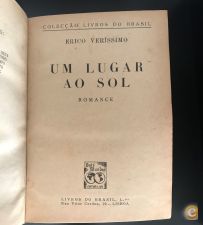 COLECÇÃO LIVROS DO BRASIL
ERICO VERÍSSIMO
UM LUGAR
AO SOL
ROMANCE
LIVROS DO BRASIL, L.da
LISBOA